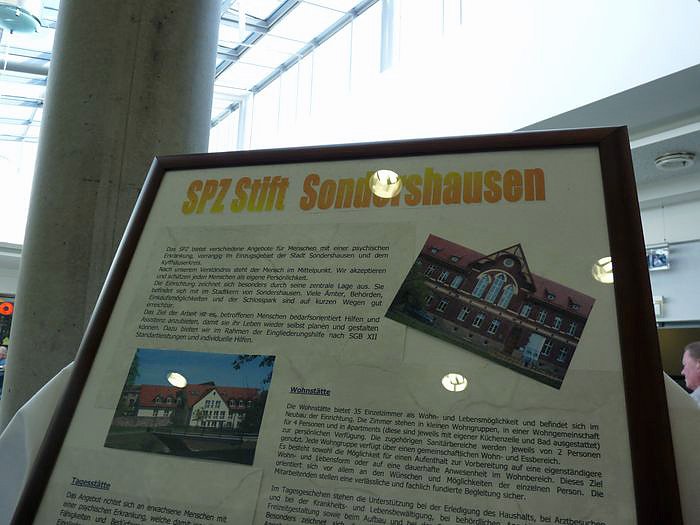 SPZ Stift Sondershausen
Das SPZ bietet verschiedene Angebote für Menschen mit einer psychischen
Erkrankung, vorrangig im Einzugsgebiet der Stadt Sondershausen und dem
Kyffhäuserkreis.
Nach unserem Verständnis steht der Mensch im Mittelpunkt. Wir akzeptieren
und schätzen jeden Menschen als eigene Persönlichkeit.
Die Einrichtung zeichnet sich besonders durch seine zentrale Lage aus. Sie
befindet sich im Stadtkern von Sondershausen. Viele Ämter, Behörden,
Einkaufsmöglichkeiten und der Schlosspark sind auf kurzen Wegen gut
erreichbar.
Das Ziel der Arbeit ist es, betroffenen Menschen bedarfsorientiert Hilfen und
Assistenz anzubieten, damit sie ihr Leben wieder selbst planen und gestalten
können. Dazu bieten wir im Rahmen der Eingliederungshilfe nach SGB XII
Standardleistungen und individuelle Hilfen.
Wohnstätte
Die Wohnstätte bietet 35 Einzelzimmer als Wohn- und Lebensmöglichkeit und befindet sich im
Neubau der Einrichtung. Die Zimmer stehen in kleinen Wohngruppen, in einer Wohngemeinschaft
für 4 Personen und in Apartments (diese sind jeweils mit eigener Küchenzeile und Bad ausgestattet)
zur persönlichen Verfügung. Die zugehörigen Sanitärbereiche werden jeweils von 2 Personen
genutzt. Jede Wohngruppe verfügt über einen gemeinschaftlichen Wohn- und Essbereich.
Es besteht sowohl die Möglichkeit für einen Aufenthalt zur Vorbereitung auf eine eigenständigere
Wohn- und Lebensform oder auf eine dauerhafte Anwesenheit im Wohnbereich. Dieses Ziel
orientiert sich vor allem an den Wünschen und Möglichkeiten der einzelnen Person. Die
Mitarbeitenden stellen eine verlässliche und fachlich fundierte Begleitung sicher.
Im Tagesgeschehen stehen die Unterstützung bei der Erledigung des Haushalts, bei Arztbesuchen
und bei der Krankheits- und Lebensbewältigung, bei behördlichen
Freizeitgestaltung sowie beim Aufbau und bei
Besonders zeichnet sich
Tagesstätte
Das Angebot richtet sich an erwachsene Menschen mit
einer psychischen Erkrankung, welche damit
Fähigkeiten und